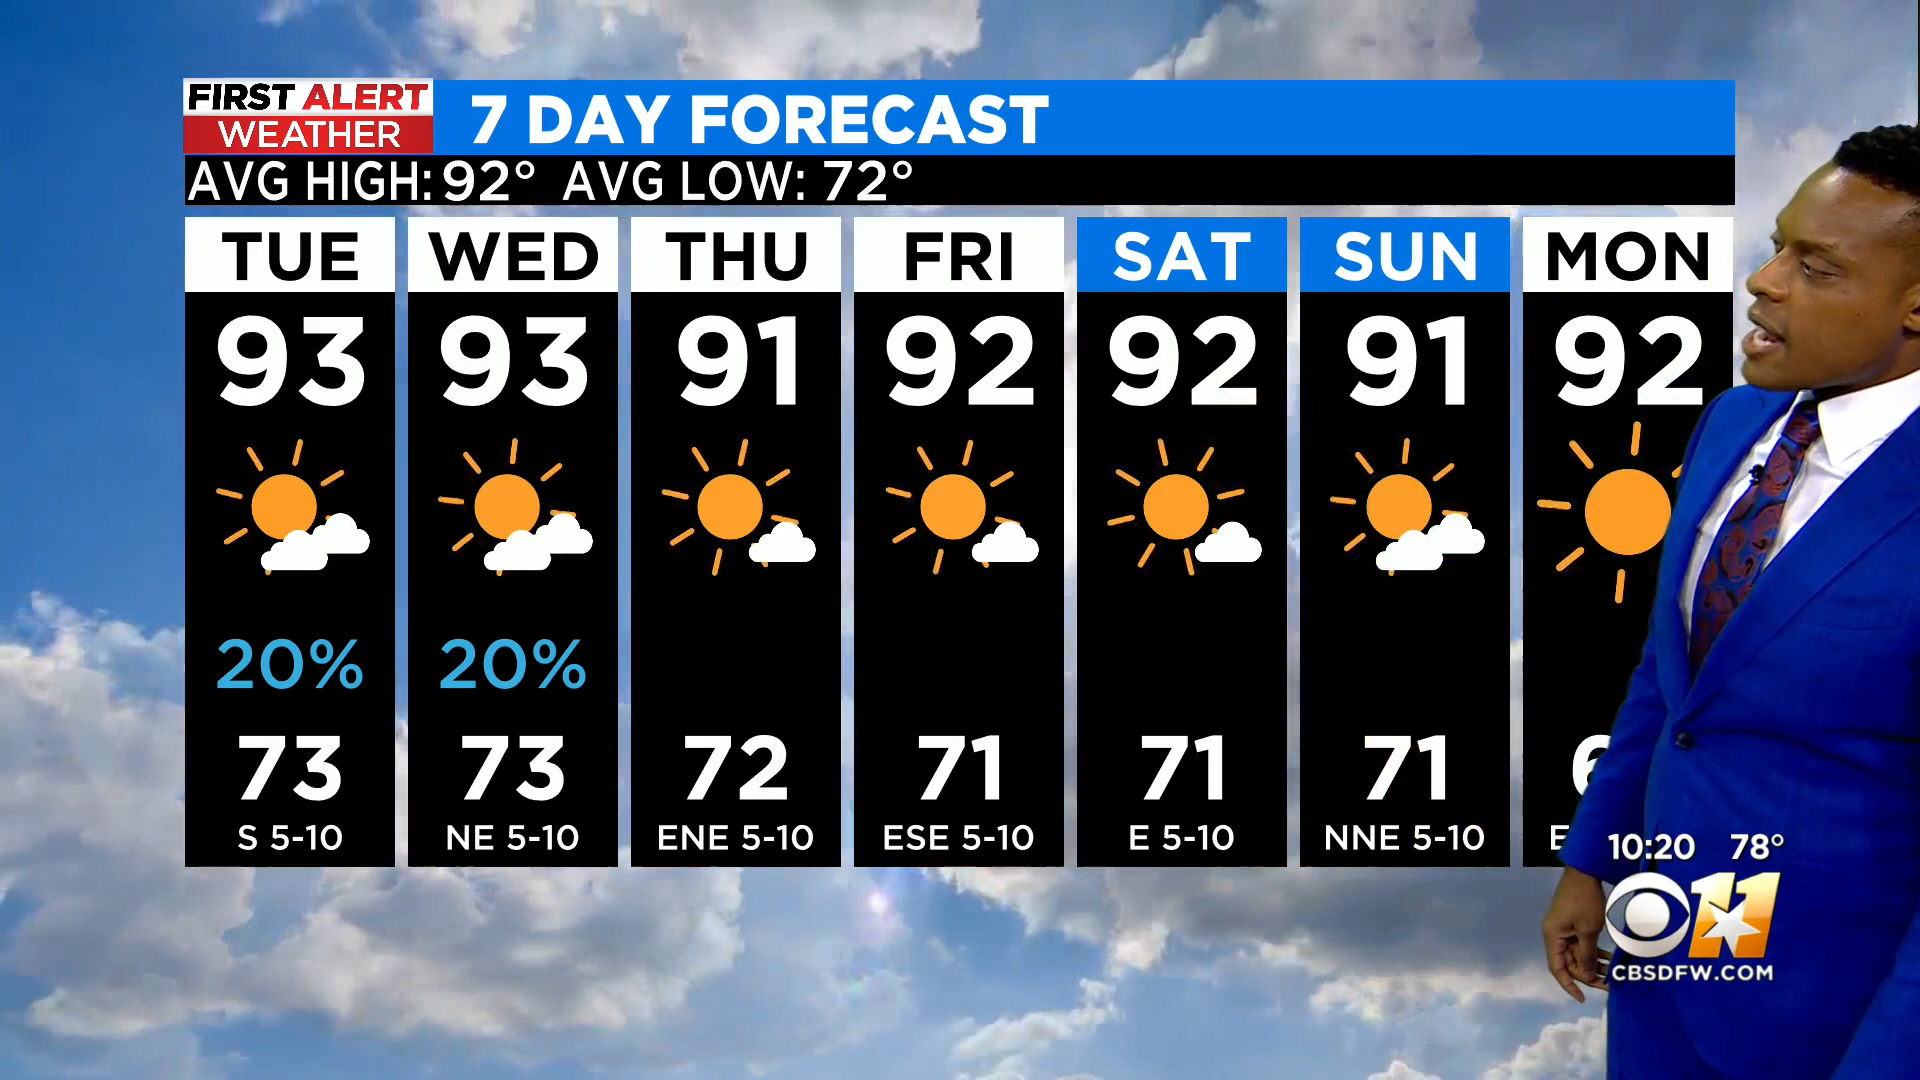 FIRST ALERT
WEATHER
7 DAY FORECAST
AVG HIGH: 92° AVG LOW: 72°
TUE WED THU FRI SAT SUN MON
93 93 91 92 92 91 92
20% 20%
73 73 72 71 71 71
S 5-10 NE 5-10 ENE 5-10 ESE 5-10 E 5-10 NNE 5-10
10:20 78°
11
CBSDFW.COM